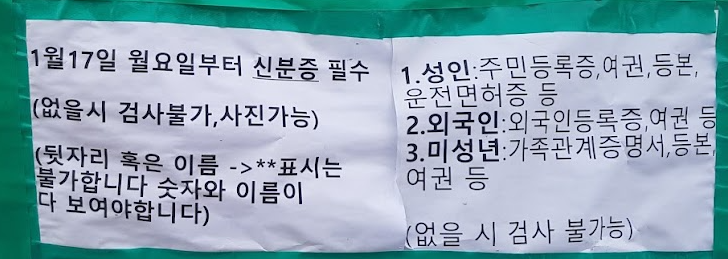 1월17일 월요일부터 신분증 필수
(없을시 검사불가,사진가능)
(뒷자리 혹은 이름 ->**표시는
불가합니다 숫자와 이름이
다 보여야합니다)
1.성인:주민등록증,여권,등본,
운전면허증 등
2.외국인:외국인등록증,여권 등
3.미성년:가족관계증명서,등본,
여권 등
(없을 시 검사 불가능)